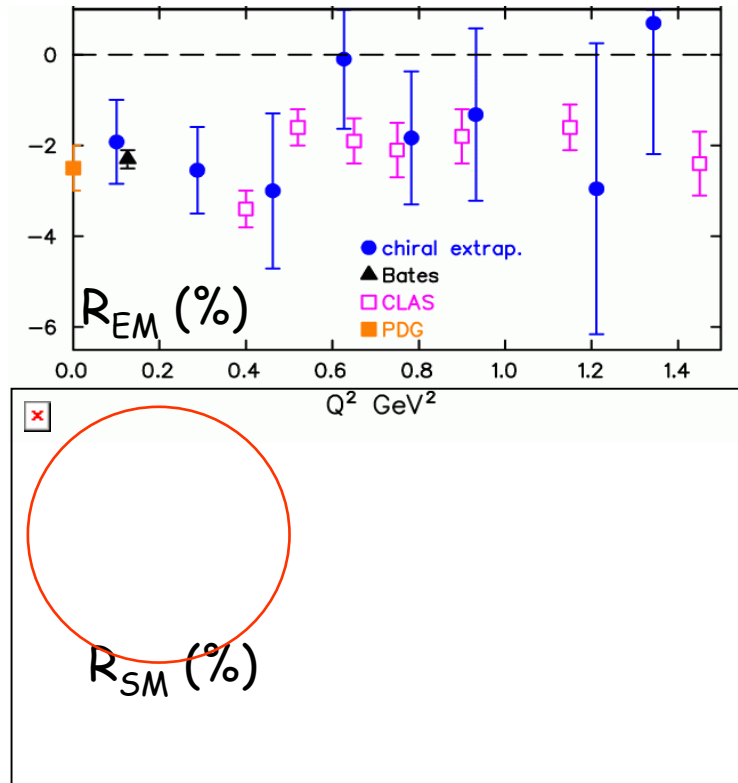 0
−2
−4
−6
chiral extrap.
Bates
CLAS
PDG
R_EM (%)
0.0 0.2 0.4 0.6 0.8 1.0 1.2 1.4
Q² GeV²
R_SM (%)